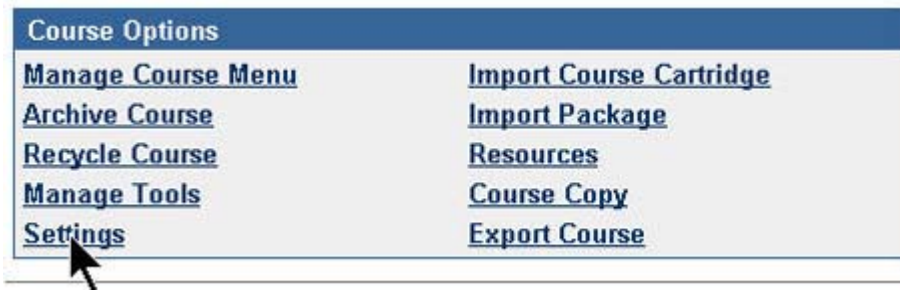 Course Options
Manage Course Menu
Archive Course
Recycle Course
Manage Tools
Settings
Import Course Cartridge
Import Package
Resources
Course Copy
Export Course